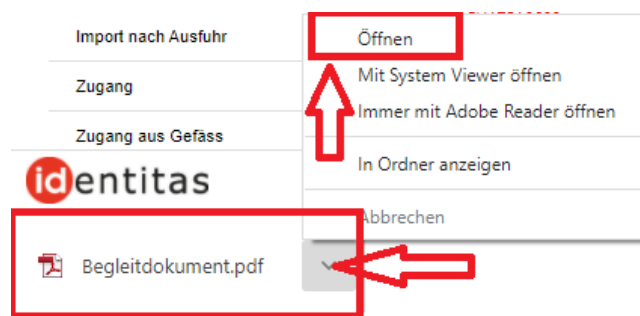 Import nach Ausfuhr
Zugang
Zugang aus Gefäss
identitas
Begleitdokument.pdf
Öffnen
Mit System Viewer öffnen
Immer mit Adobe Reader öffnen
In Ordner anzeigen
Abbrechen